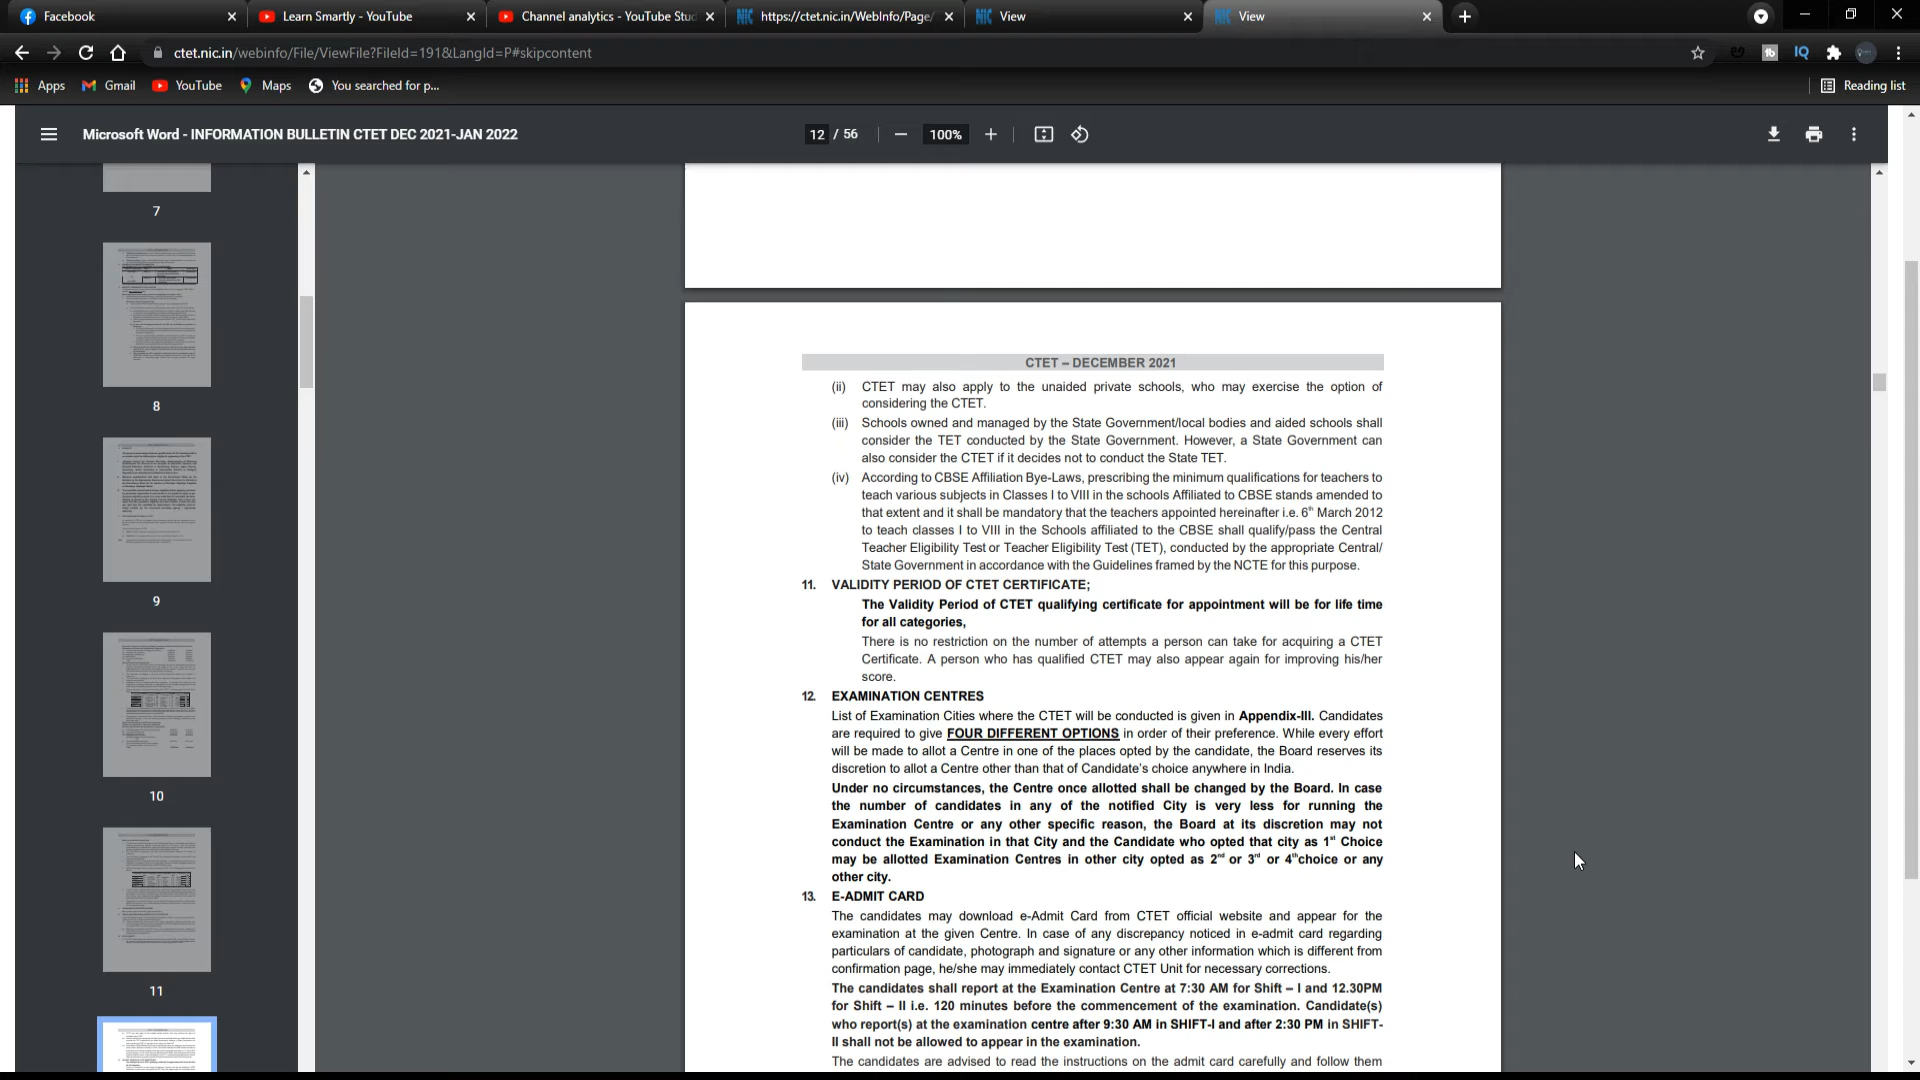 Facebook
Learn Smartly - YouTube
Channel analytics - YouTube Stud
NIC https://ctet.nic.in/WebInfo/Page/
NIC View
NIC View
ctet.nic.in/webinfo/File/ViewFile?FileId=191&LangId=P#skipcontent
Apps
Gmail
YouTube
Maps
You searched for p...
Reading list
Microsoft Word - INFORMATION BULLETIN CTET DEC 2021-JAN 2022
12 / 56
100%
7
8
9
10
11
CTET – DECEMBER 2021
(ii) CTET may also apply to the unaided private schools, who may exercise the option of
considering the CTET.
(iii) Schools owned and managed by the State Government/local bodies and aided schools shall
consider the TET conducted by the State Government. However, a State Government can
also consider the CTET if it decides not to conduct the State TET.
(iv) According to CBSE Affiliation Bye-Laws, prescribing the minimum qualifications for teachers to
teach various subjects in Classes I to VIII in the schools Affiliated to CBSE stands amended to
that extent and it shall be mandatory that the teachers appointed hereinafter i.e. 6th March 2012
to teach classes I to VIII in the Schools affiliated to the CBSE shall qualify/pass the Central
Teacher Eligibility Test or Teacher Eligibility Test (TET), conducted by the appropriate Central/
State Government in accordance with the Guidelines framed by the NCTE for this purpose.
11. VALIDITY PERIOD OF CTET CERTIFICATE;
The Validity Period of CTET qualifying certificate for appointment will be for life time
for all categories,
There is no restriction on the number of attempts a person can take for acquiring a CTET
Certificate. A person who has qualified CTET may also appear again for improving his/her
score.
12. EXAMINATION CENTRES
List of Examination Cities where the CTET will be conducted is given in Appendix-III. Candidates
are required to give FOUR DIFFERENT OPTIONS in order of their preference. While every effort
will be made to allot a Centre in one of the places opted by the candidate, the Board reserves its
discretion to allot a Centre other than that of Candidate's choice anywhere in India.
Under no circumstances, the Centre once allotted shall be changed by the Board. In case
the number of candidates in any of the notified City is very less for running the
Examination Centre or any other specific reason, the Board at its discretion may not
conduct the Examination in that City and the Candidate who opted that city as 1st Choice
may be allotted Examination Centres in other city opted as 2nd or 3rd or 4th choice or any
other city.
13. E-ADMIT CARD
The candidates may download e-Admit Card from CTET official website and appear for the
examination at the given Centre. In case of any discrepancy noticed in e-admit card regarding
particulars of candidate, photograph and signature or any other information which is different from
confirmation page, he/she may immediately contact CTET Unit for necessary corrections.
The candidates shall report at the Examination Centre at 7:30 AM for Shift – I and 12.30PM
for Shift – II i.e. 120 minutes before the commencement of the examination. Candidate(s)
who report(s) at the examination centre after 9:30 AM in SHIFT-I and after 2:30 PM in SHIFT-
II shall not be allowed to appear in the examination.
The candidates are advised to read the instructions on the admit card carefully and follow them